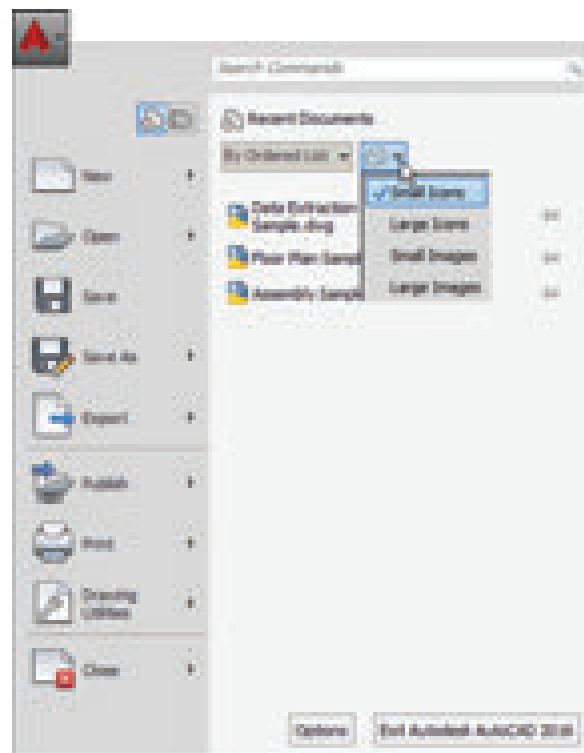 Search Commands
Recent Documents
By Ordered List
Small Icons
Large Icons
Small Images
Large Images
Data Extraction
Sample.dwg
Floor Plan Sampl
Assembly Sample
New
Open
Save
Save As
Export
Publish
Print
Drawing
Utilities
Close
Options
Exit Autodesk AutoCAD 2016